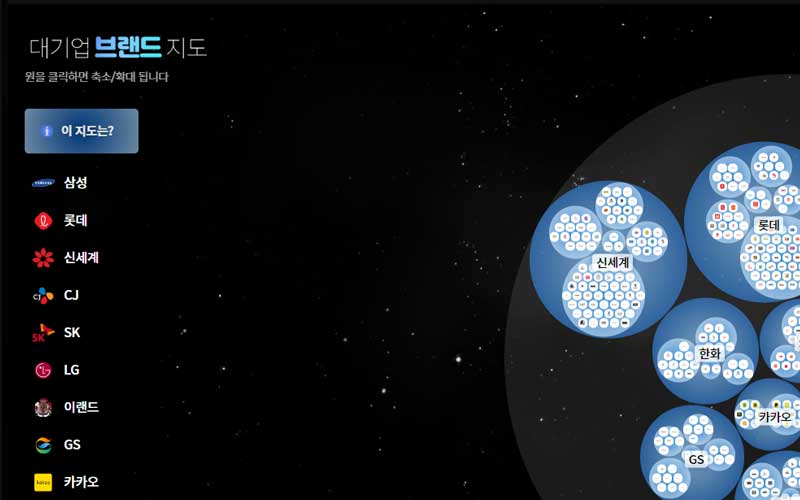 대기업 브랜드 지도
원을 클릭하면 축소/확대 됩니다
이 지도는?
삼성
롯데
신세계
CJ
SK
LG
이랜드
GS
카카오
롯데
신세계
한화
카카오
GS